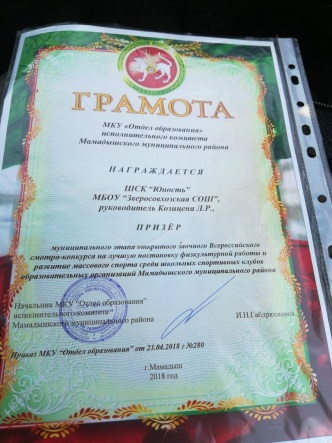 ГРАМОТА
МКУ «Отдел образования»
исполнительного комитета
Мамадышского муниципального района
НАГРАЖДАЕТСЯ
ШСК "Юность"
МБОУ "Зверосовхозская СОШ",
руководитель Козицена Л.Р.,
ПРИЗЁР
муниципального этапа открытого заочного Всероссийского
смотра-конкурса на лучшую постановку физкультурной работы и
развитие массового спорта среди школьных спортивных клубов
образовательных организаций Мамадышского муниципального района
Начальник МКУ "Отдел образования"
исполнительного комитета
Мамадышского муниципального района
И.Н.Габдрахманов
Приказ МКУ "Отдел образования" от 23.04.2018 г №280
г.Мамадыш
2018 год